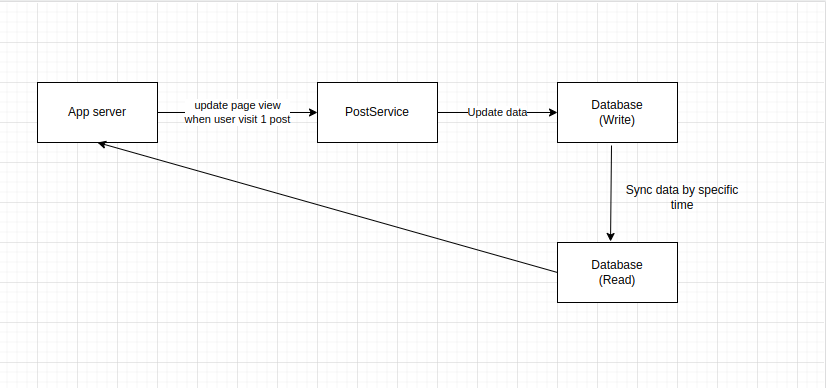 App server
update page view
when user visit 1 post
PostService
Update data
Database
(Write)
Sync data by specific
time
Database
(Read)